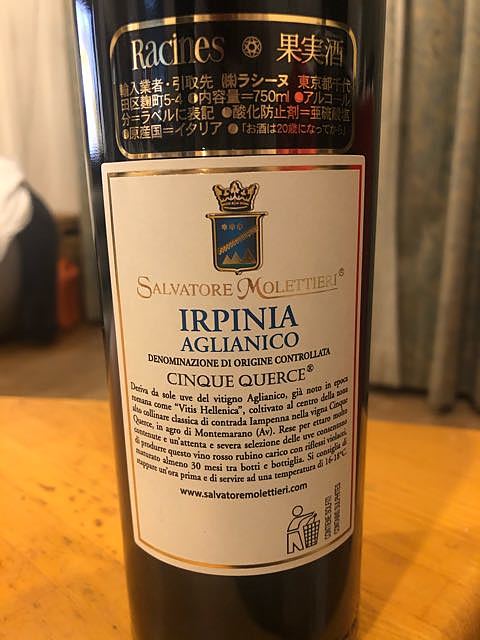 Racines 果実酒
輸入業者・引取先 ㈱ラシーヌ 東京都千代
田区麹町5-4 ●内容量=750ml ●アルコール
分=ラベルに表記 ●酸化防止剤=亜硫酸塩
●原産国=イタリア 「お酒は20歳になってから」
SALVATORE MOLETTIERI®
IRPINIA
AGLIANICO
DENOMINAZIONE DI ORIGINE CONTROLLATA
CINQUE QUERCE®
Deriva da sole uve del vitigno Aglianico, già noto in epoca
romana come "Vitis Hellenica", coltivato al centro della zona
alto collinare classica di contrada Iampenna nella vigna Cinque
Querce, in agro di Montemarano (Av). Rese per ettaro molto
contenute e un'attenta e severa selezione delle uve consentono
di produrre questo vino rosso rubino carico con riflessi violacei,
maturato almeno 30 mesi tra botti e bottiglia. Si consiglia di
stappare un'ora prima e di servire ad una temperatura di 16-18°C.
www.salvatoremolettieri.com
CONTIENE SOLFITI
CONTAINS SULPHITES